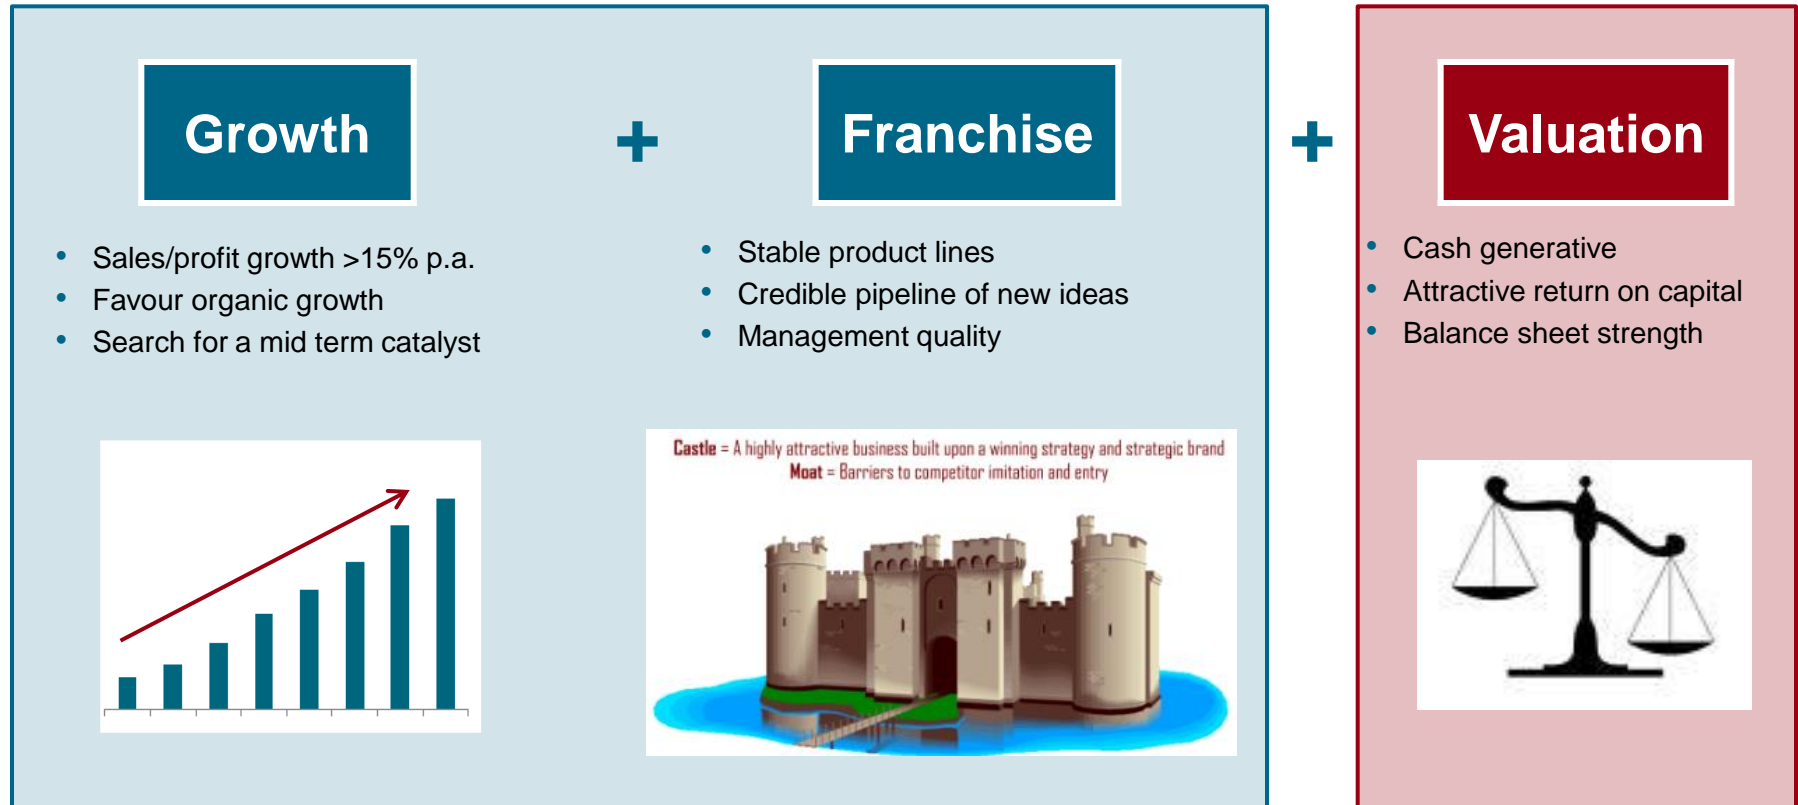 Growth
+
Franchise
+
Valuation
• Sales/profit growth >15% p.a.
• Favour organic growth
• Search for a mid term catalyst
• Stable product lines
• Credible pipeline of new ideas
• Management quality
• Cash generative
• Attractive return on capital
• Balance sheet strength
Castle = A highly attractive business built upon a winning strategy and strategic brand
Moat = Barriers to competitor imitation and entry